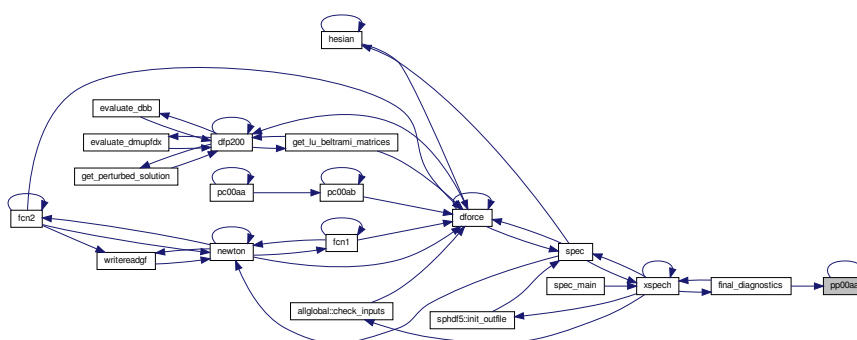 hesian
evaluate_dbb
evaluate_dmupfdx
dfp200
get_lu_beltrami_matrices
get_perturbed_solution
pc00aa
pc00ab
fcn2
dforce
fcn1
newton
writereadgf
spec
spec_main
xspech
final_diagnostics
pp00aa
allglobal::check_inputs
sphdf5::init_outfile